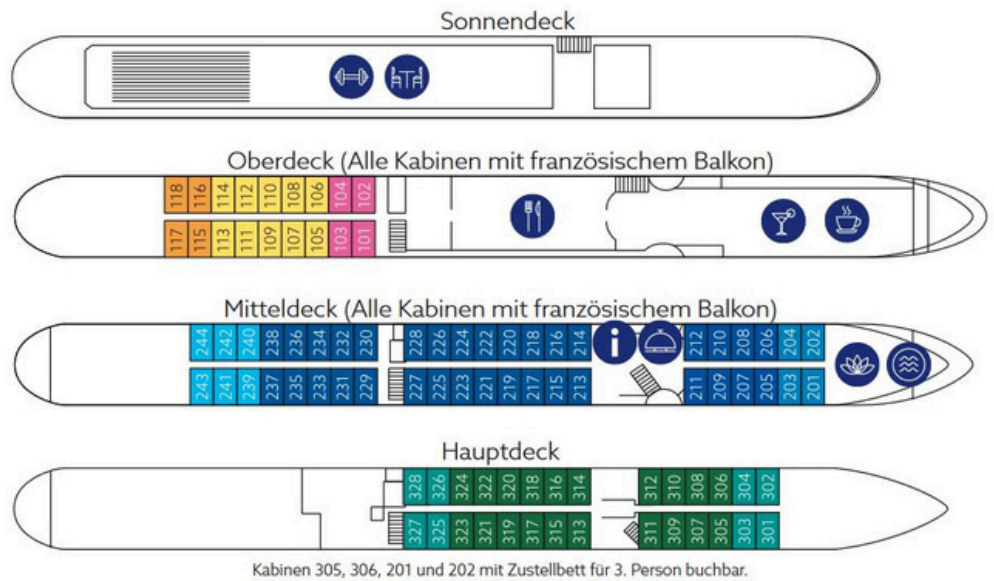 Sonnendeck
Oberdeck (Alle Kabinen mit französischem Balkon)
118 116 114 112 110 108 106 104 102
117 115 113 111 109 107 105 103 101
Mitteldeck (Alle Kabinen mit französischem Balkon)
244 242 240 238 236 234 232 230 228 226 224 222 220 218 216 214 i 212 210 208 206 204 202
243 241 239 237 235 233 231 229 227 225 223 221 219 217 215 213 211 209 207 205 203 201
Hauptdeck
328 326 324 322 320 318 316 314 312 310 308 306 304 302
327 325 323 321 319 317 315 313 311 309 307 305 303 301
Kabinen 305, 306, 201 und 202 mit Zustellbett für 3. Person buchbar.